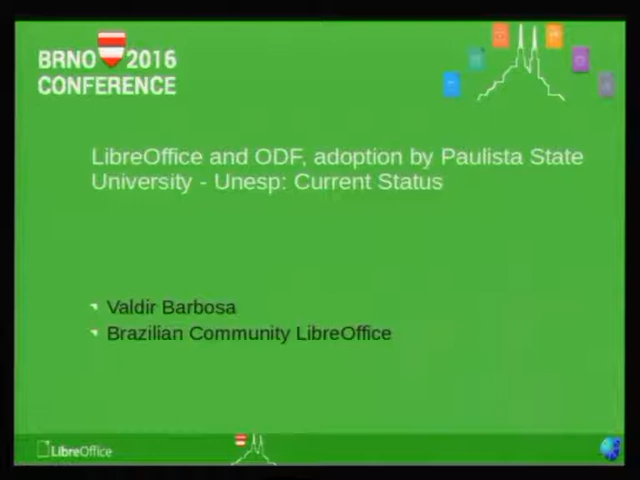 BRNO 2016
CONFERENCE
LibreOffice and ODF, adoption by Paulista State
University - Unesp: Current Status
Valdir Barbosa
Brazilian Community LibreOffice
LibreOffice